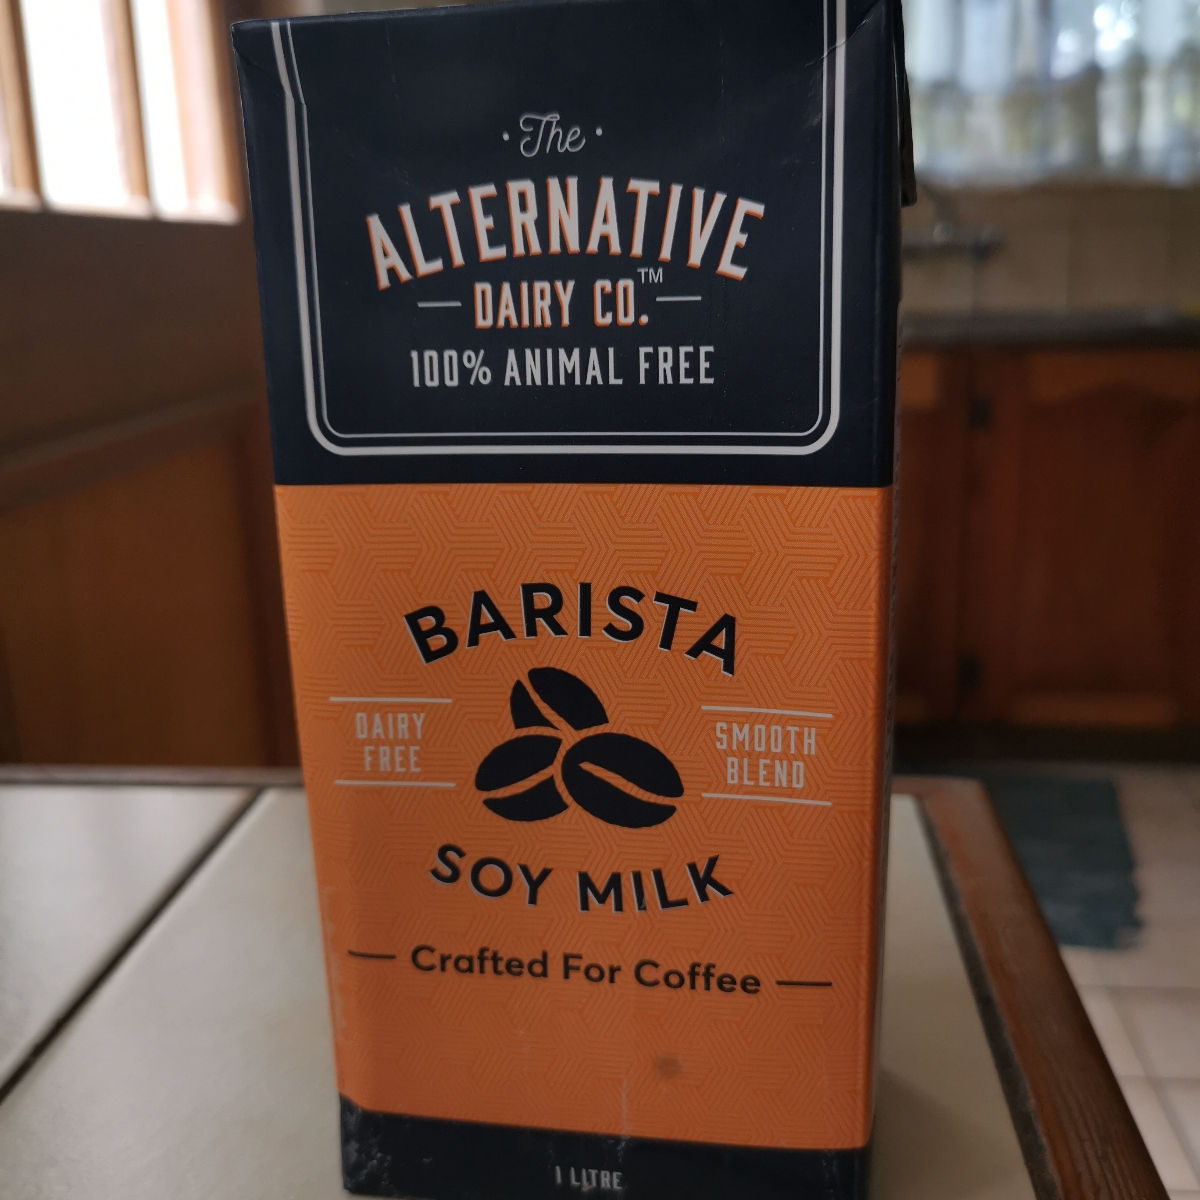 The
ALTERNATIVE
DAIRY CO.™
100% ANIMAL FREE
BARISTA
DAIRY
FREE
SMOOTH
BLEND
SOY MILK
Crafted For Coffee
1 LITRE